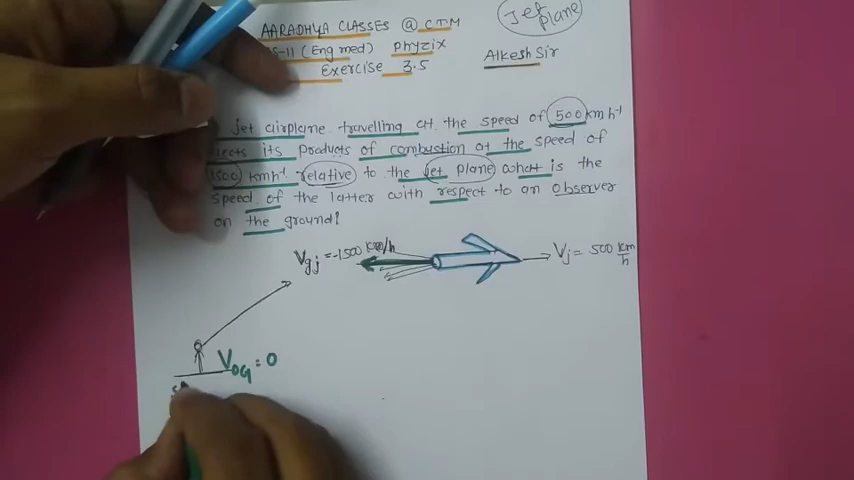 Jet plane
AARADHYA CLASSES @ C.T.M
S-11 (Eng med) Phyzix Alkesh Sir
Exercise 3.5
jet airplane travelling at the speed of 500 km h⁻¹
its products of combustion at the speed of
1500 kmh⁻¹ relative to the Jet plane what is the
speed of the latter with respect to an observer
on the ground?
Vgj = -1500 km/h
Vj = 500 km/h
VOG = 0